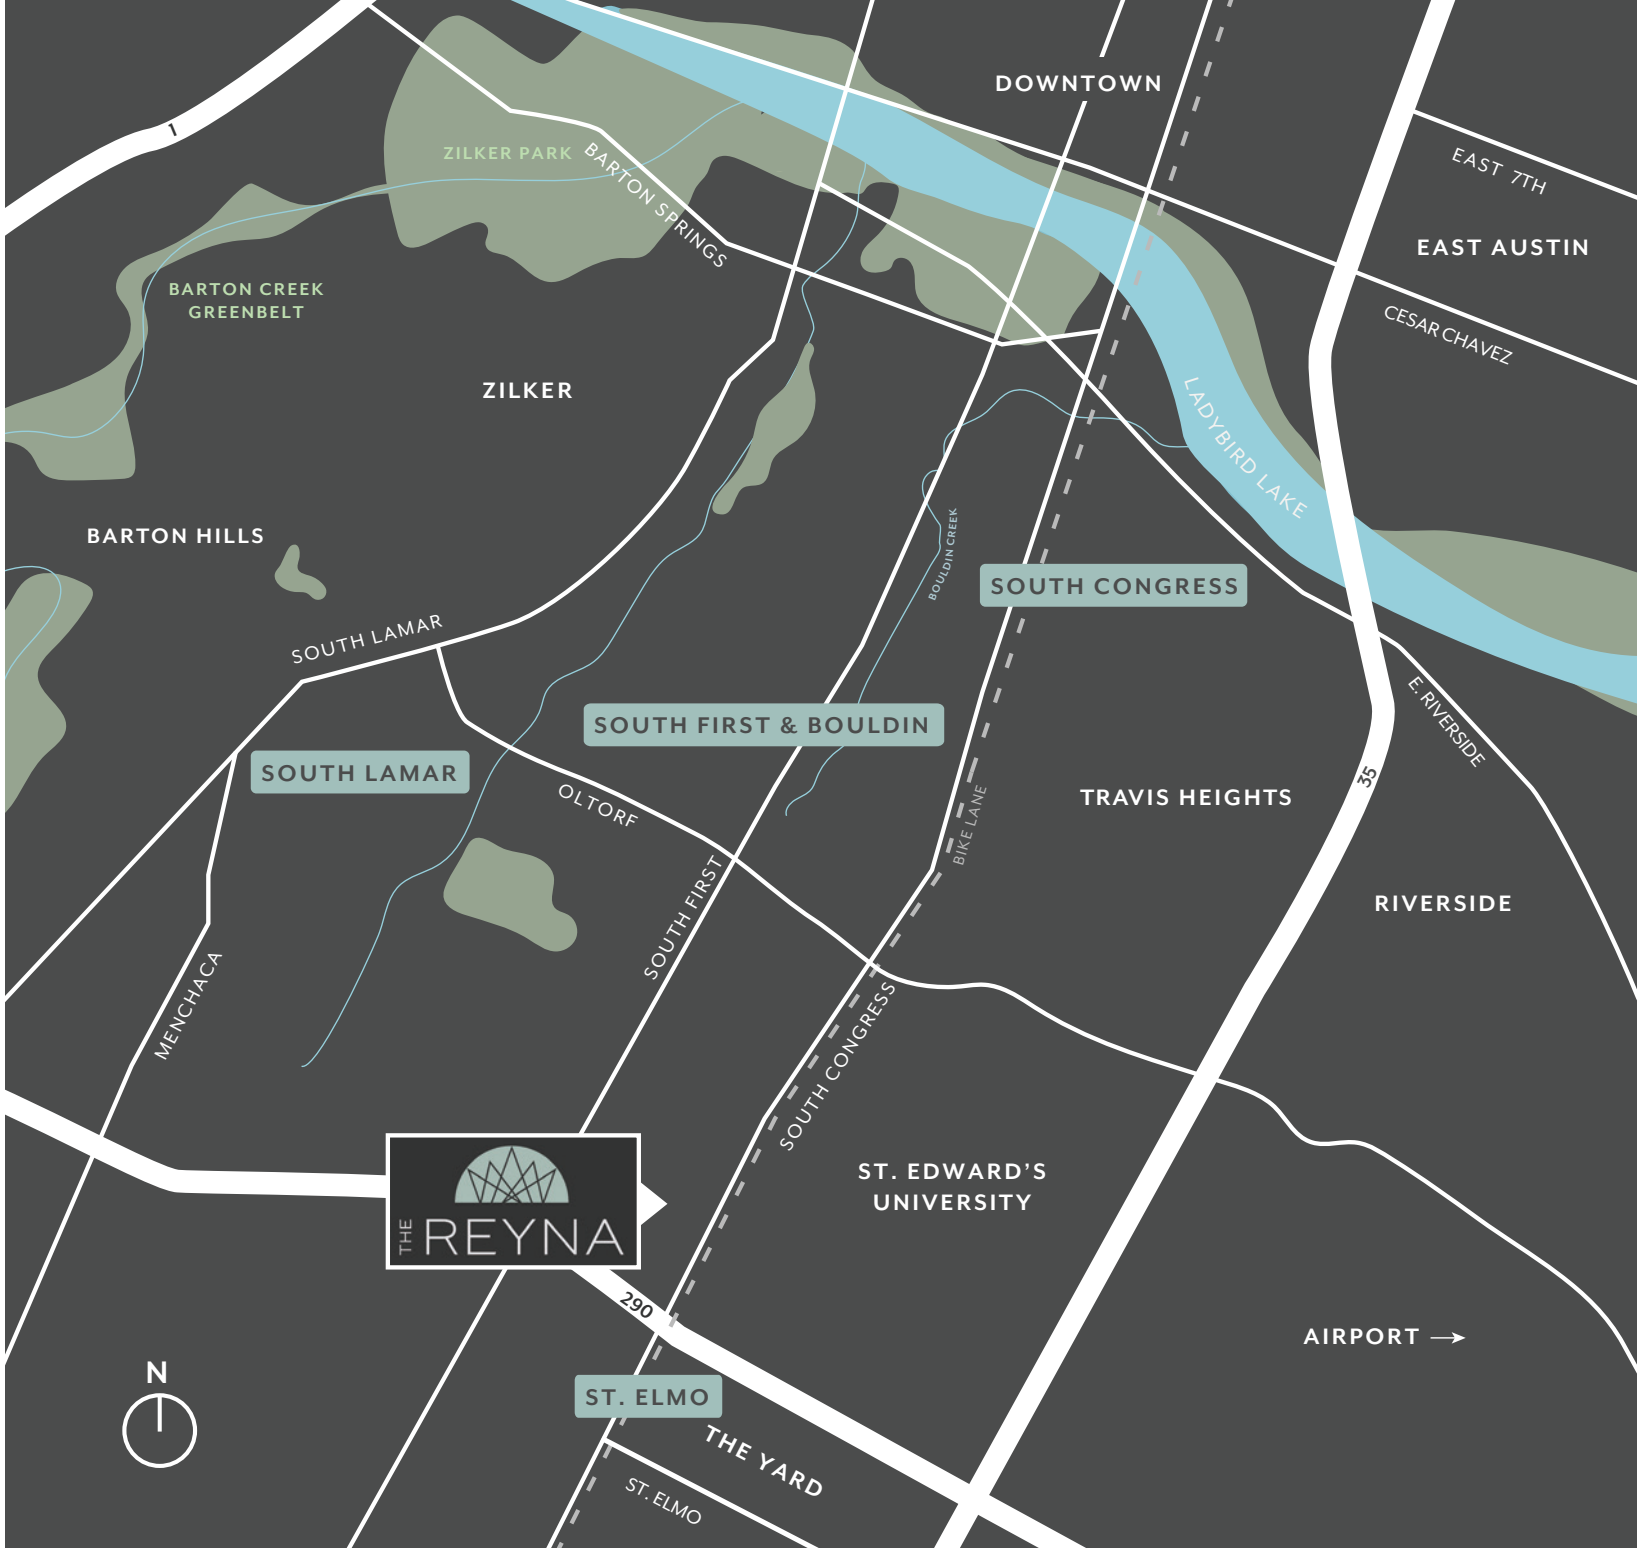 DOWNTOWN
1
EAST 7TH
ZILKER PARK
BARTON SPRINGS
EAST AUSTIN
BARTON CREEK
GREENBELT
CESAR CHAVEZ
ZILKER
LADYBIRD LAKE
BARTON HILLS
BOULDIN CREEK
SOUTH CONGRESS
SOUTH LAMAR
E. RIVERSIDE
SOUTH FIRST & BOULDIN
SOUTH LAMAR
35
TRAVIS HEIGHTS
OLTORF
BIKE LANE
RIVERSIDE
SOUTH FIRST
MENCHACA
SOUTH CONGRESS
ST. EDWARD’S
UNIVERSITY
THE REYNA
290
AIRPORT
N
ST. ELMO
THE YARD
ST. ELMO